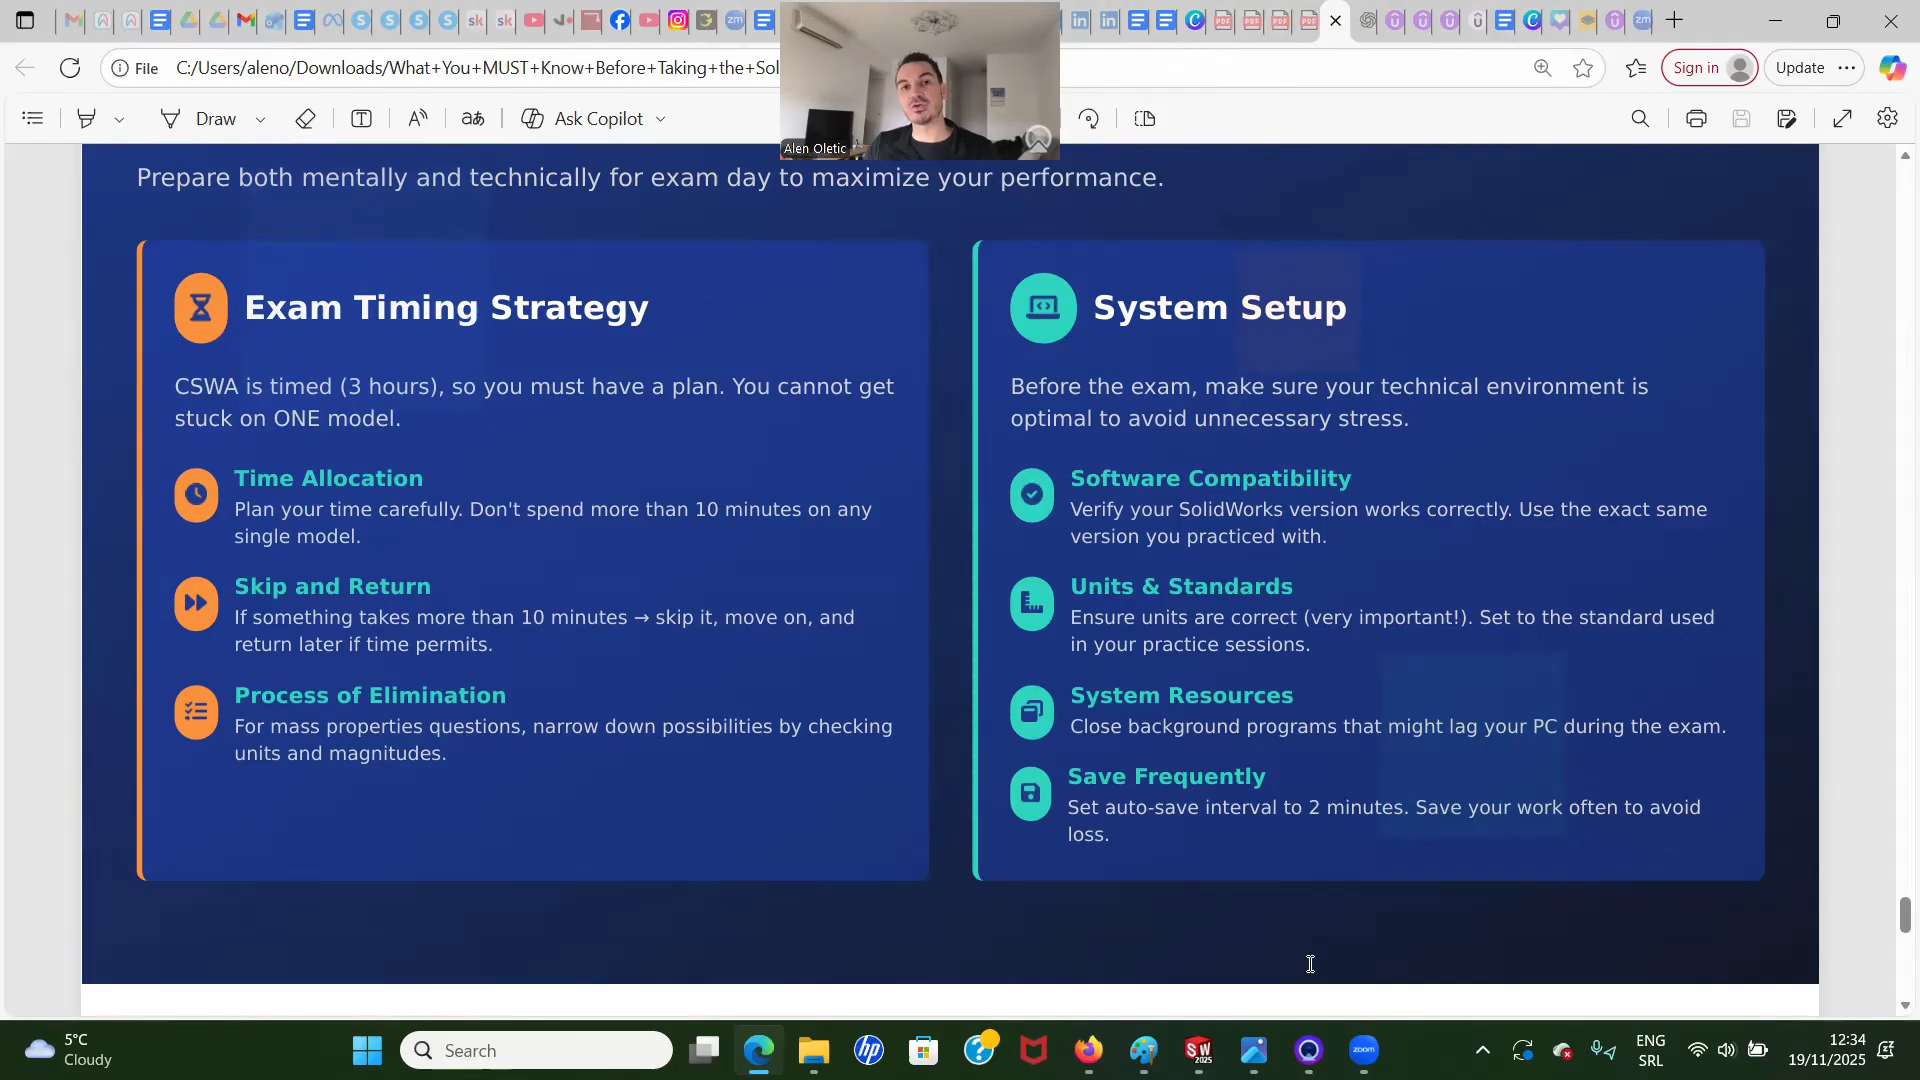 File
C:/Users/aleno/Downloads/What+You+MUST+Know+Before+Taking+the+Sol
Sign in
Update
Draw
Ask Copilot
Alen Oletic
Prepare both mentally and technically for exam day to maximize your performance.
Exam Timing Strategy
CSWA is timed (3 hours), so you must have a plan. You cannot get
stuck on ONE model.
Time Allocation
Plan your time carefully. Don't spend more than 10 minutes on any
single model.
Skip and Return
If something takes more than 10 minutes → skip it, move on, and
return later if time permits.
Process of Elimination
For mass properties questions, narrow down possibilities by checking
units and magnitudes.
System Setup
Before the exam, make sure your technical environment is
optimal to avoid unnecessary stress.
Software Compatibility
Verify your SolidWorks version works correctly. Use the exact same
version you practiced with.
Units & Standards
Ensure units are correct (very important!). Set to the standard used
in your practice sessions.
System Resources
Close background programs that might lag your PC during the exam.
Save Frequently
Set auto-save interval to 2 minutes. Save your work often to avoid
loss.
5°C
Cloudy
Search
ENG
SRL
12:34
19/11/2025